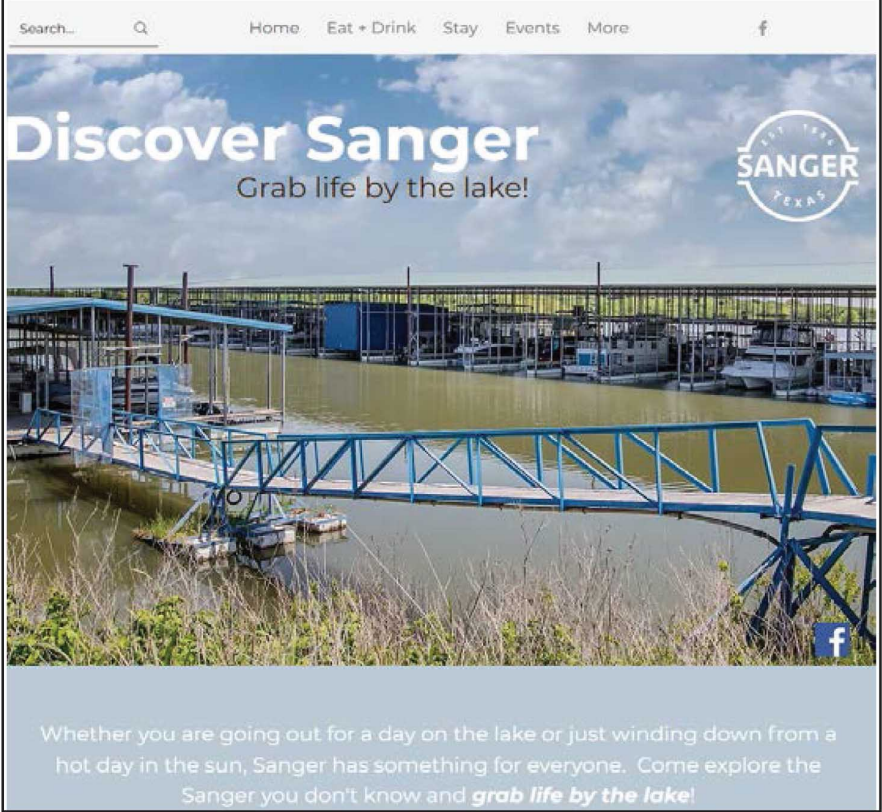 Search...
Home Eat + Drink Stay Events More
f
Discover Sanger
Grab life by the lake!
EST 1886
SANGER
TEXAS
f
Whether you are going out for a day on the lake or just winding down from a
hot day in the sun, Sanger has something for everyone. Come explore the
Sanger you don't know and grab life by the lake!